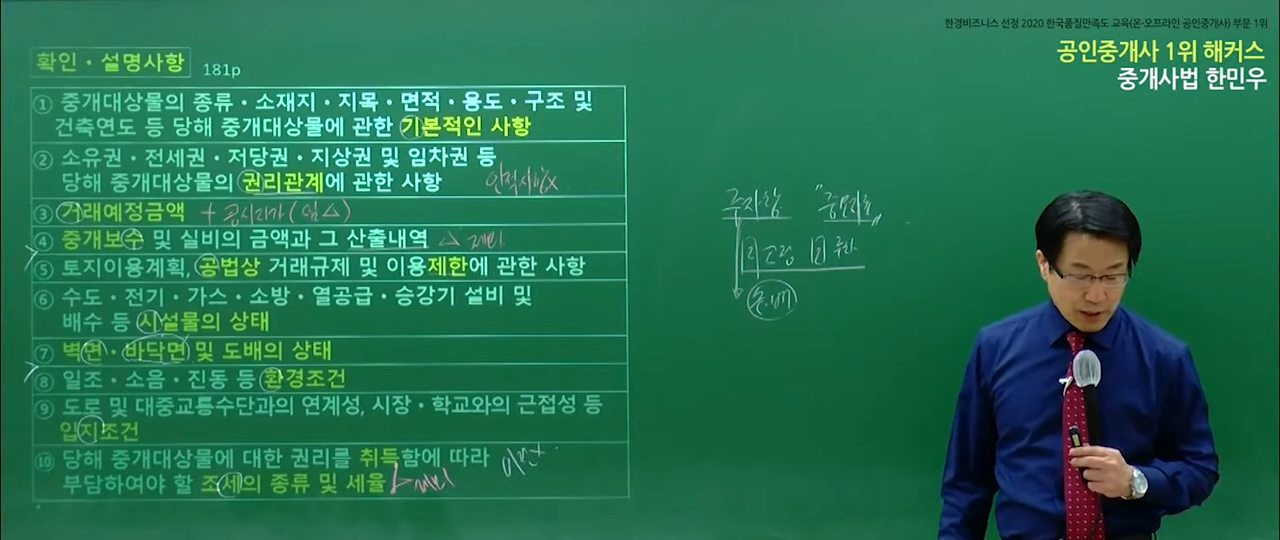 한경비즈니스 선정 2020 한국품질만족도 교육(온·오프라인 공인중개사) 부문 1위
공인중개사 1위 해커스
중개사법 한민우
확인·설명사항 181p
① 중개대상물의 종류·소재지·지목·면적·용도·구조 및
건축연도 등 당해 중개대상물에 관한 기본적인 사항
② 소유권·전세권·저당권·지상권 및 임차권 등
당해 중개대상물의 권리관계에 관한 사항
③ 거래예정금액 + 공시지가(임△)
④ 중개보수 및 실비의 금액과 그 산출내역
⑤ 토지이용계획, 공법상 거래규제 및 이용제한에 관한 사항
⑥ 수도·전기·가스·소방·열공급·승강기 설비 및
배수 등 시설물의 상태
⑦ 벽면·바닥면 및 도배의 상태
⑧ 일조·소음·진동 등 환경조건
⑨ 도로 및 대중교통수단과의 연계성, 시장·학교와의 근접성 등
입지조건
⑩ 당해 중개대상물에 대한 권리를 취득함에 따라
부담하여야 할 조세의 종류 및 세율